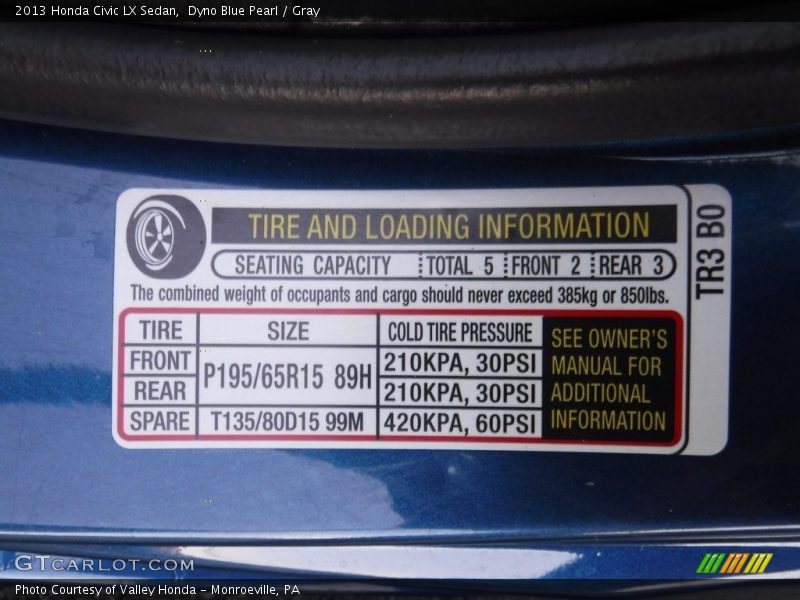 2013 Honda Civic LX Sedan, Dyno Blue Pearl / Gray
TIRE AND LOADING INFORMATION
SEATING CAPACITY TOTAL 5 FRONT 2 REAR 3
The combined weight of occupants and cargo should never exceed 385kg or 850lbs.
TIRE SIZE COLD TIRE PRESSURE
FRONT P195/65R15 89H 210KPA, 30PSI
REAR 210KPA, 30PSI
SPARE T135/80D15 99M 420KPA, 60PSI
SEE OWNER'S
MANUAL FOR
ADDITIONAL
INFORMATION
TR3 B0
GTCARLOT.COM
Photo Courtesy of Valley Honda - Monroeville, PA